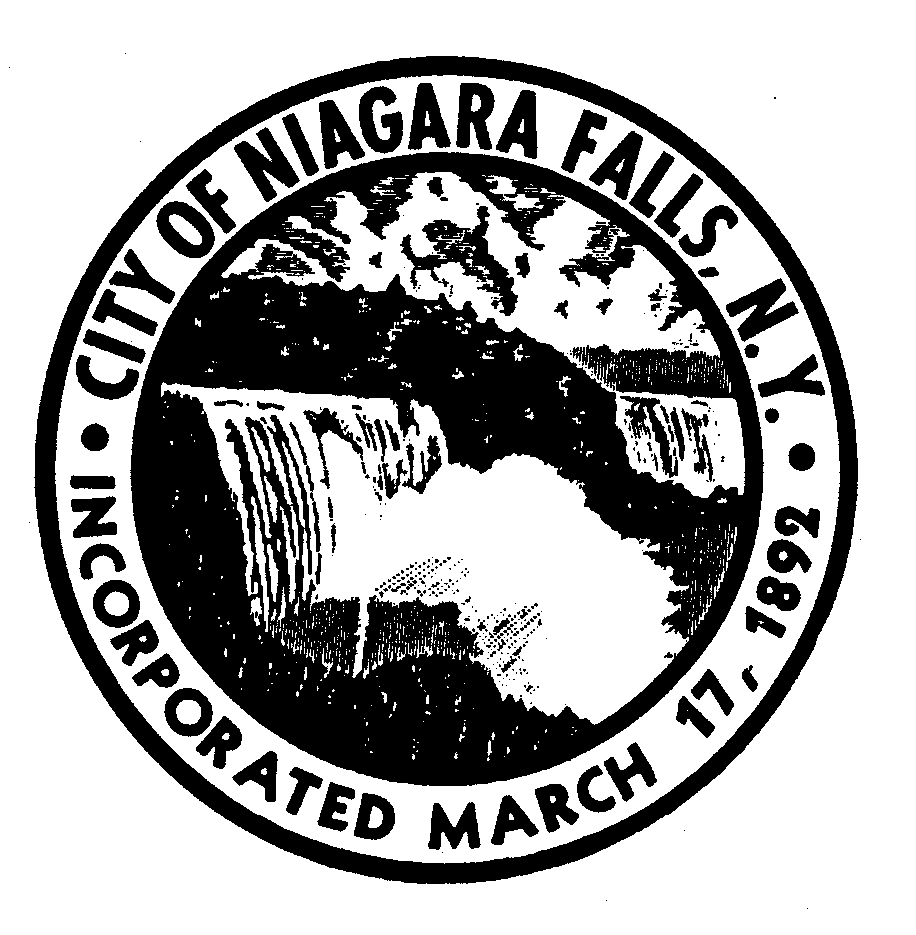 CITY OF NIAGARA FALLS, N. Y.
INCORPORATED MARCH 17, 1892